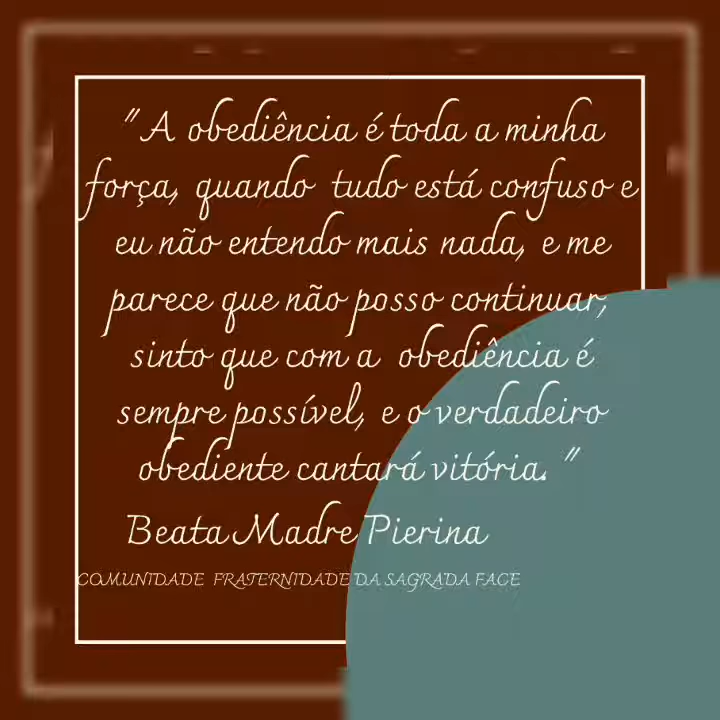 "A obediência é toda a minha
força, quando tudo está confuso e
eu não entendo mais nada, e me
parece que não posso continuar,
sinto que com a obediência é
sempre possível, e o verdadeiro
obediente cantará vitória."
Beata Madre Pierina
COMUNIDADE FRATERNIDADE DA SAGRADA FACE